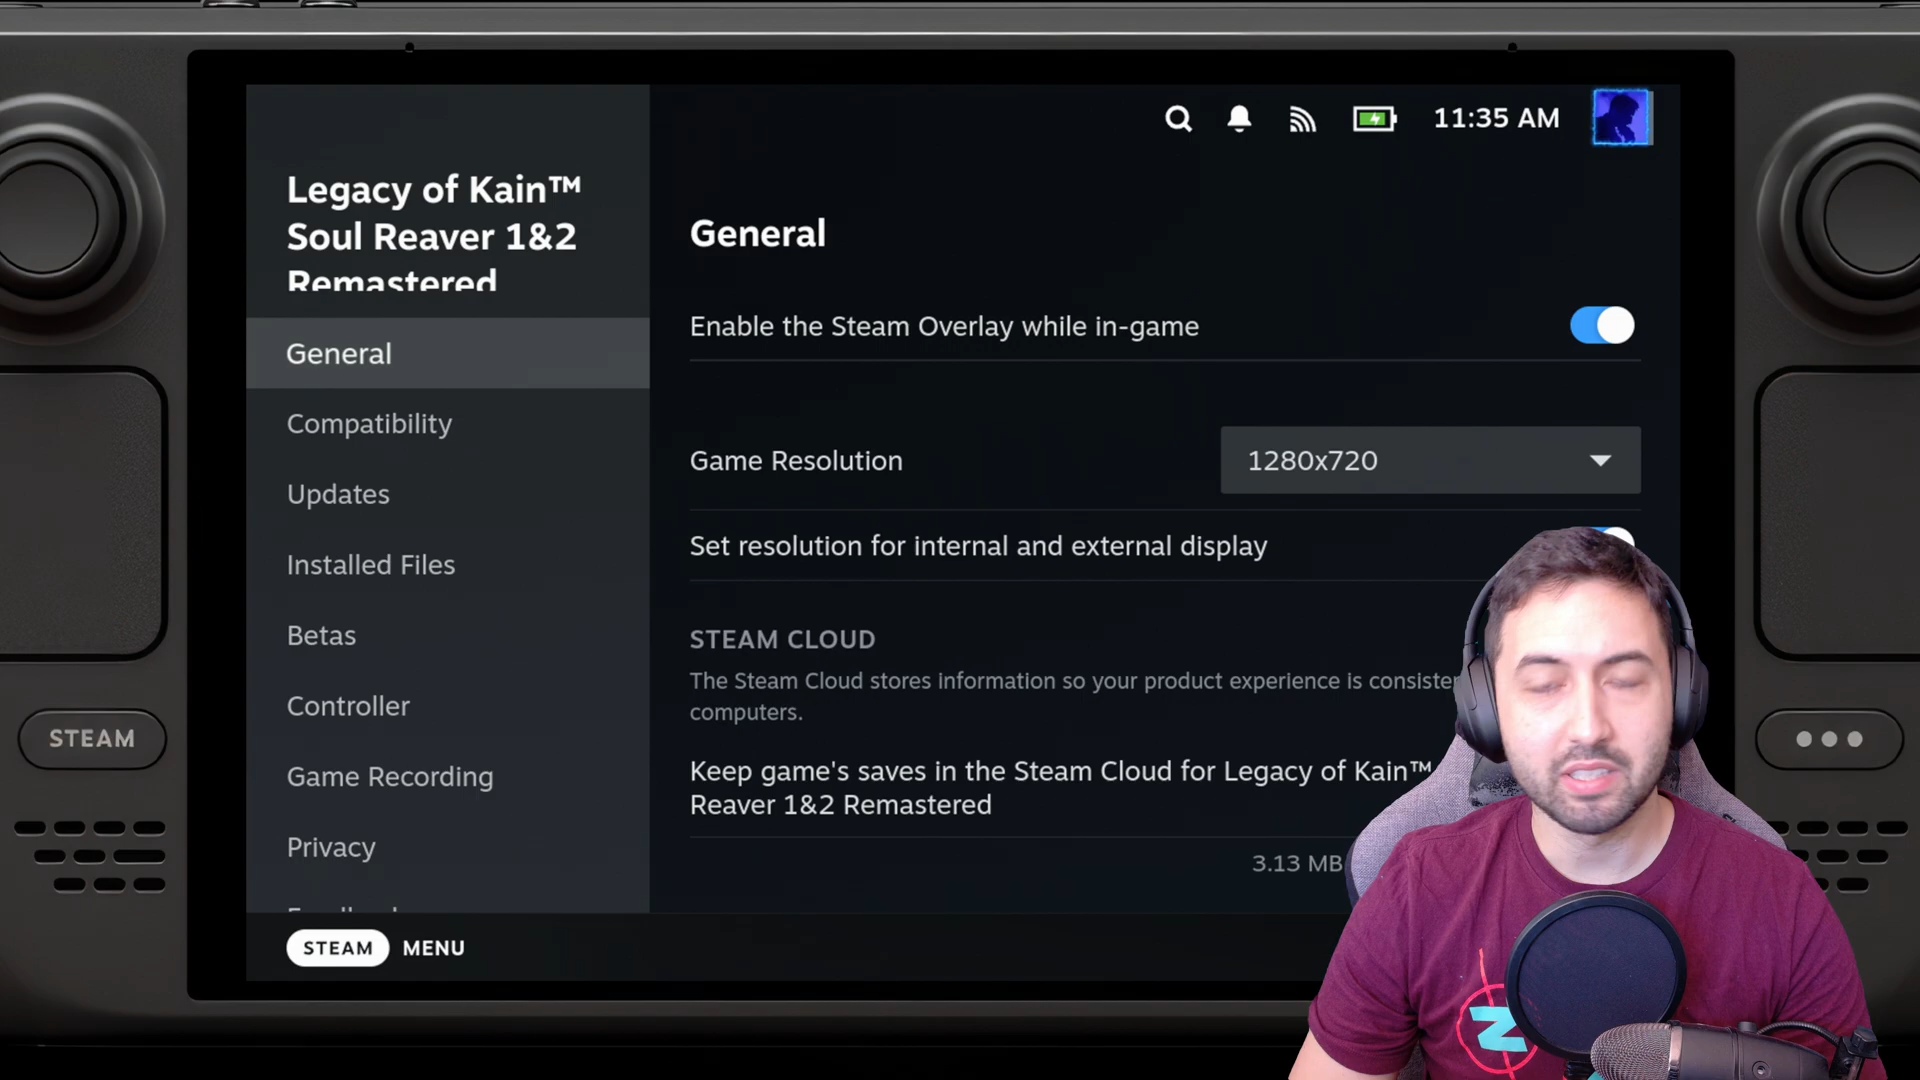 11:35 AM
Legacy of Kain™
Soul Reaver 1&2
Remastered
General
Compatibility
Updates
Installed Files
Betas
Controller
Game Recording
Privacy
General
Enable the Steam Overlay while in-game
Game Resolution
1280x720
Set resolution for internal and external display
STEAM CLOUD
The Steam Cloud stores information so your product experience is
computers.
Keep game's saves in the Steam Cloud for Legacy of Kain™
Reaver 1&2 Remastered
3.13 MB
STEAM MENU
STEAM